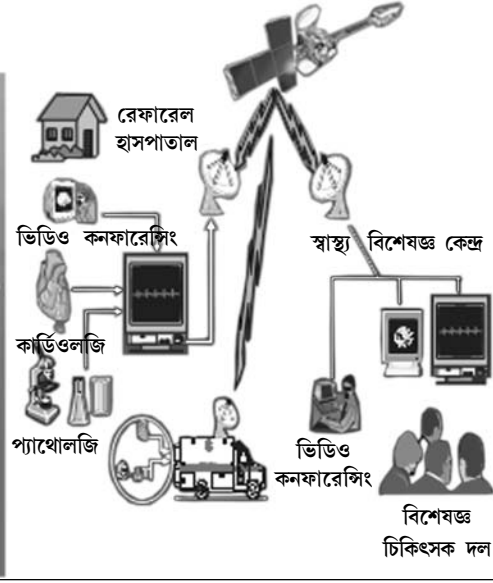 রেফারেল
হাসপাতাল
ভিডিও কনফারেন্সিং
স্বাস্থ্য বিশেষজ্ঞ কেন্দ্র
কার্ডিওলজি
প্যাথোলজি
ভিডিও
কনফারেন্সিং
বিশেষজ্ঞ
চিকিৎসক দল